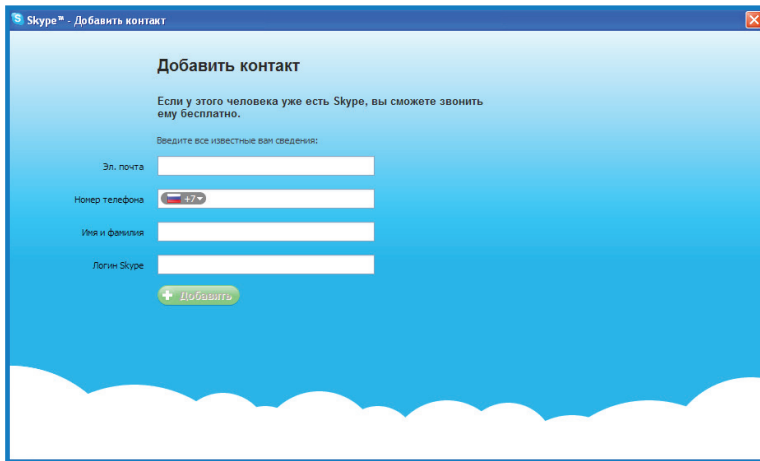 Skype™ - Добавить контакт
Добавить контакт
Если у этого человека уже есть Skype, вы сможете звонить
ему бесплатно.
Введите все известные вам сведения:
Эл. почта
Номер телефона +7
Имя и фамилия
Логин Skype
Добавить